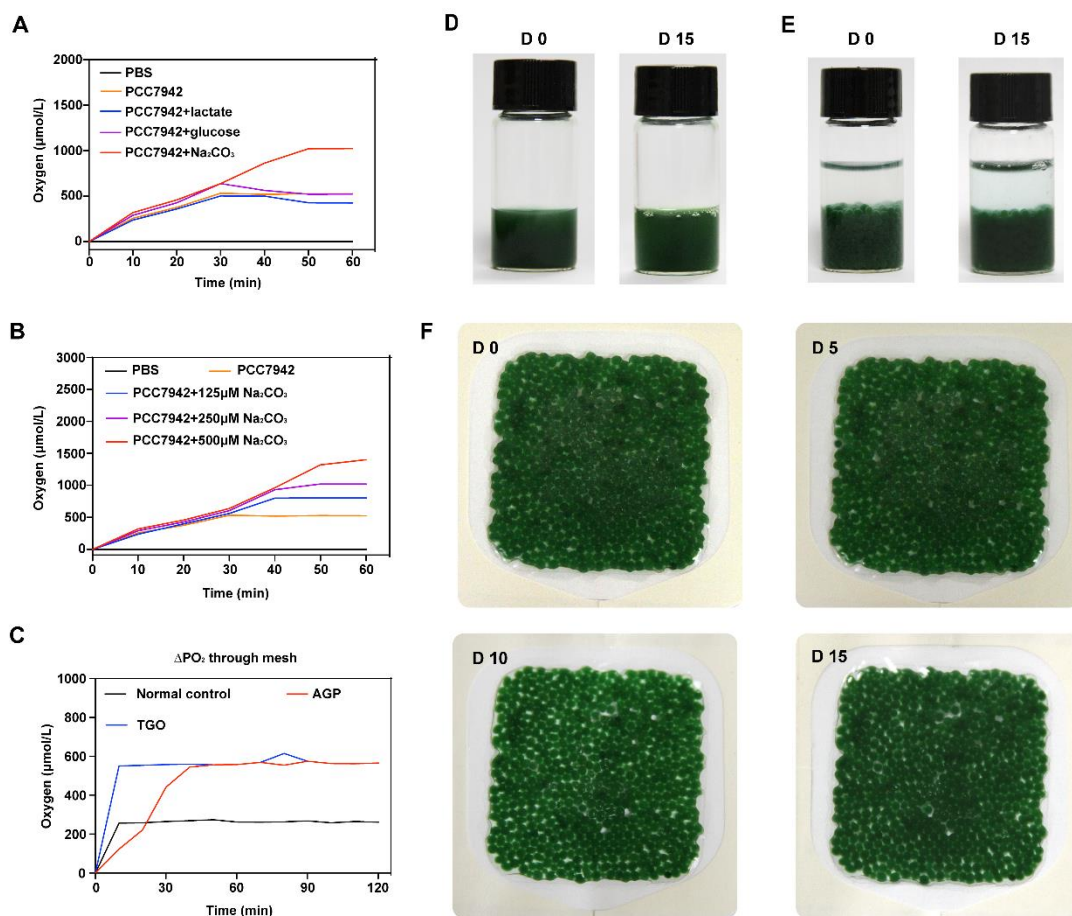 A
2000
1500
1000
500
0
Oxygen (µmol/L)
PBS
PCC7942
PCC7942+lactate
PCC7942+glucose
PCC7942+Na₂CO₃
0 10 20 30 40 50 60
Time (min)
B
3000
2500
2000
1500
1000
500
0
Oxygen (µmol/L)
PBS PCC7942
PCC7942+125µM Na₂CO₃
PCC7942+250µM Na₂CO₃
PCC7942+500µM Na₂CO₃
0 10 20 30 40 50 60
Time (min)
C
ΔPO₂ through mesh
1000
800
600
400
200
0
Oxygen (µmol/L)
Normal control AGP
TGO
0 30 60 90 120
Time (min)
D
D 0 D 15
E
D 0 D 15
F
D 0 D 5
D 10 D 15